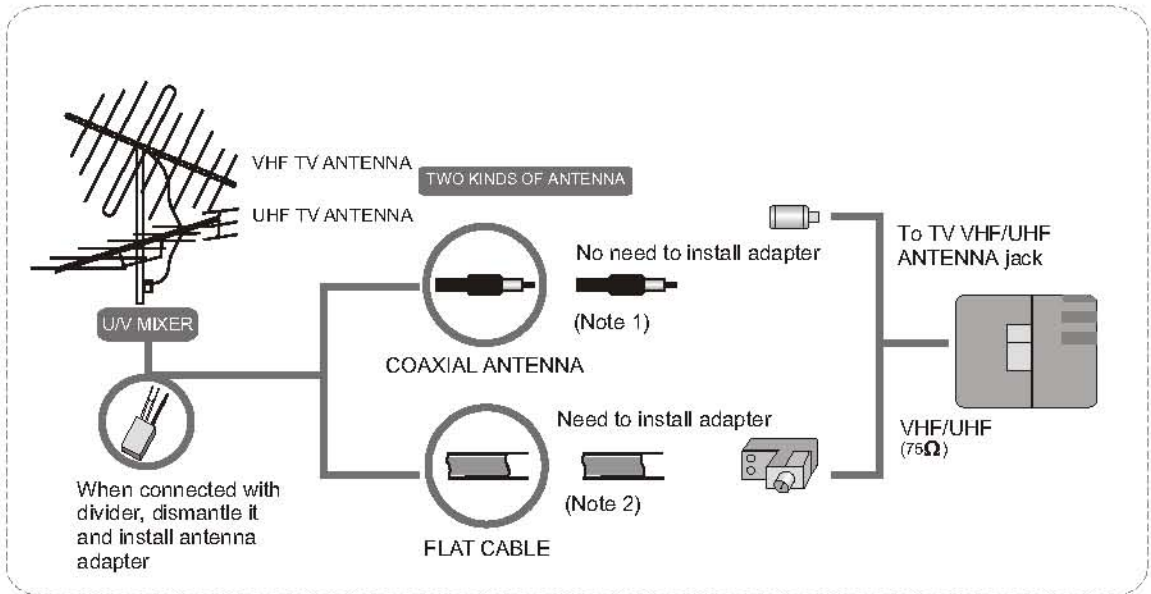 VHF TV ANTENNA
TWO KINDS OF ANTENNA
UHF TV ANTENNA
To TV VHF/UHF
ANTENNA jack
No need to install adapter
(Note 1)
U/V MIXER
COAXIAL ANTENNA
Need to install adapter
VHF/UHF
(75Ω)
When connected with
divider, dismantle it
and install antenna
adapter
(Note 2)
FLAT CABLE